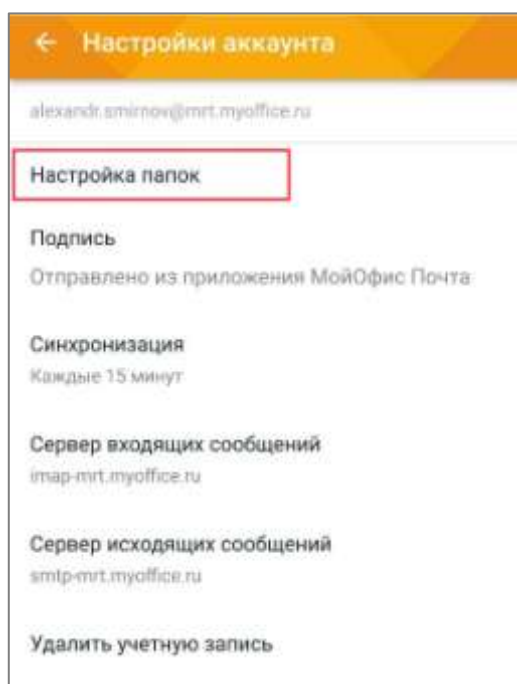 Настройки аккаунта
alexandr.smirnov@mrt.myoffice.ru
Настройка папок
Подпись
Отправлено из приложения МойОфис Почта
Синхронизация
Каждые 15 минут
Сервер входящих сообщений
imap-mrt.myoffice.ru
Сервер исходящих сообщений
smtp-mrt.myoffice.ru
Удалить учетную запись